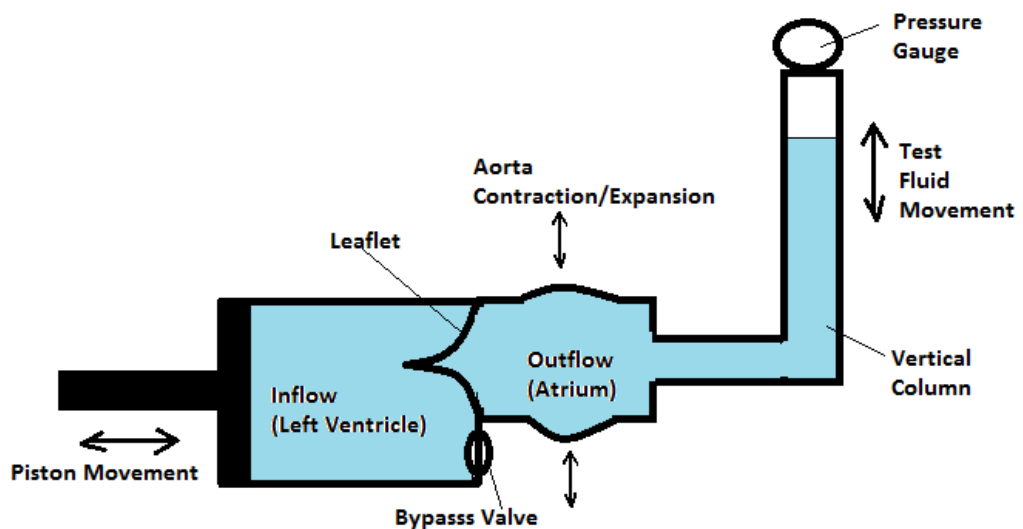 Pressure
Gauge
Aorta
Contraction/Expansion
Test
Fluid
Movement
Leaflet
Outflow
(Atrium)
Vertical
Column
Inflow
(Left Ventricle)
Piston Movement
Bypasss Valve